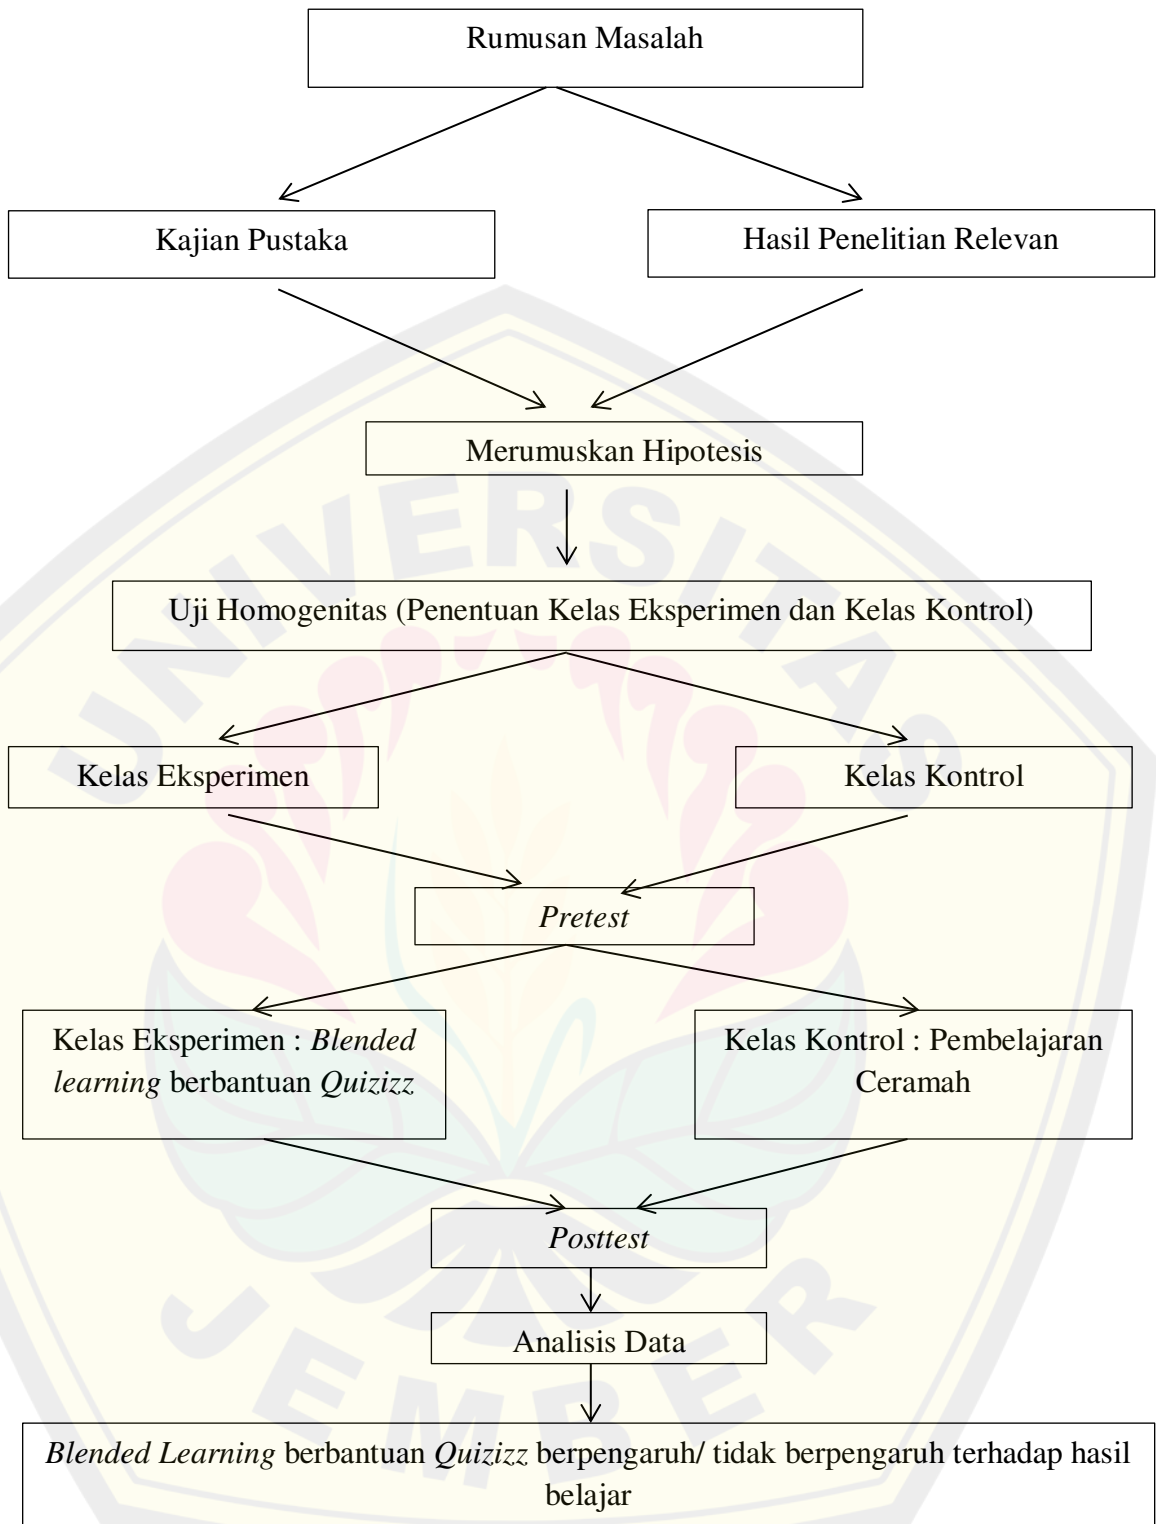 Rumusan Masalah
Kajian Pustaka
Hasil Penelitian Relevan
Merumuskan Hipotesis
UNIVERSITAS
Uji Homogenitas (Penentuan Kelas Eksperimen dan Kelas Kontrol)
Kelas Eksperimen
Kelas Kontrol
Pretest
Kelas Eksperimen : Blended
learning berbantuan Quizizz
Kelas Kontrol : Pembelajaran
Ceramah
Posttest
Analisis Data
JEMBER
Blended Learning berbantuan Quizizz berpengaruh/ tidak berpengaruh terhadap hasil
belajar